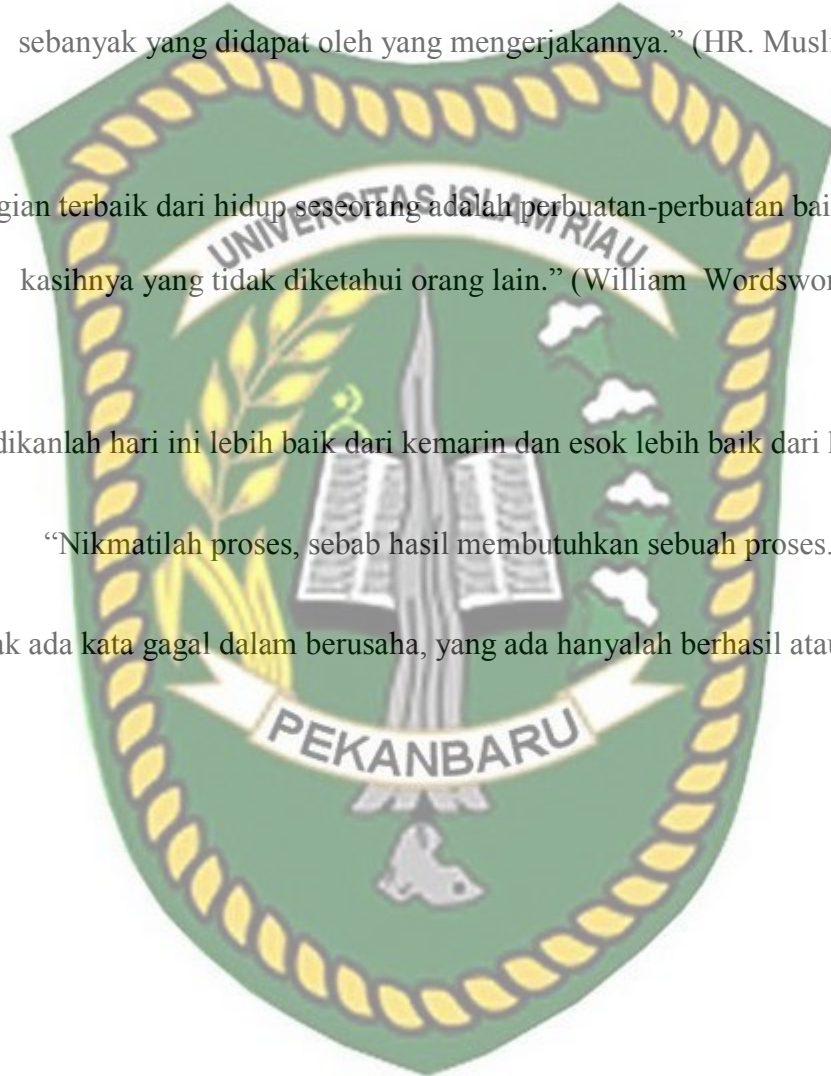 sebanyak yang didapat oleh yang mengerjakannya.” (HR. Musli
UNIVERSITAS ISLAM RIAU
gian terbaik dari hidup seseorang adalah perbuatan-perbuatan bai
kasihnya yang tidak diketahui orang lain.” (William Wordswor
dikanlah hari ini lebih baik dari kemarin dan esok lebih baik dari
“Nikmatilah proses, sebab hasil membutuhkan sebuah proses.
ak ada kata gagal dalam berusaha, yang ada hanyalah berhasil atau
PEKANBARU